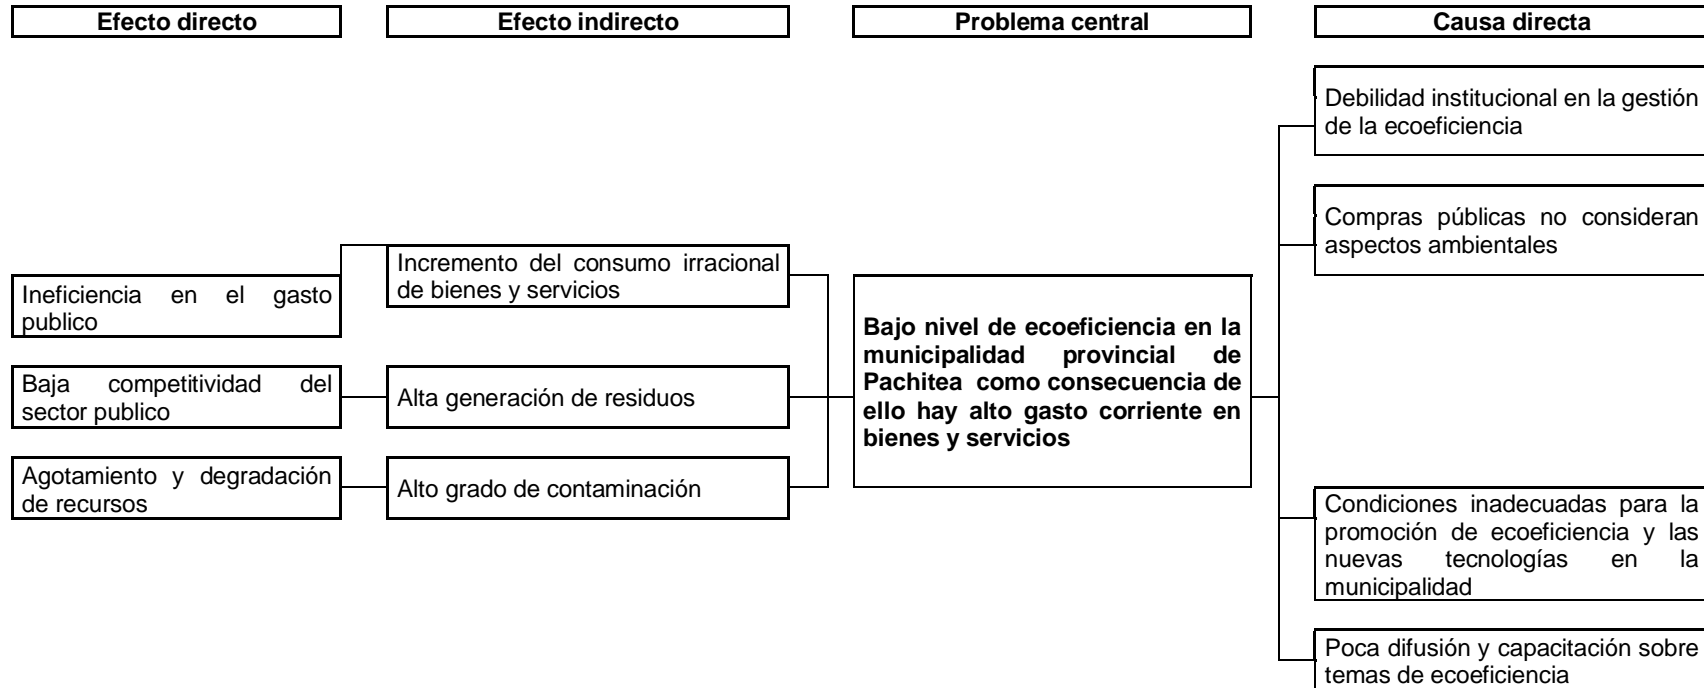 Efecto directo
Efecto indirecto
Problema central
Causa directa
Ineficiencia en el gasto
publico
Baja competitividad del
sector publico
Agotamiento y degradación
de recursos
Incremento del consumo irracional
de bienes y servicios
Alta generación de residuos
Alto grado de contaminación
Bajo nivel de ecoeficiencia en la
municipalidad provincial de
Pachitea como consecuencia de
ello hay alto gasto corriente en
bienes y servicios
Debilidad institucional en la gestión
de la ecoeficiencia
Compras públicas no consideran
aspectos ambientales
Condiciones inadecuadas para la
promoción de ecoeficiencia y las
nuevas tecnologías en la
municipalidad
Poca difusión y capacitación sobre
temas de ecoeficiencia